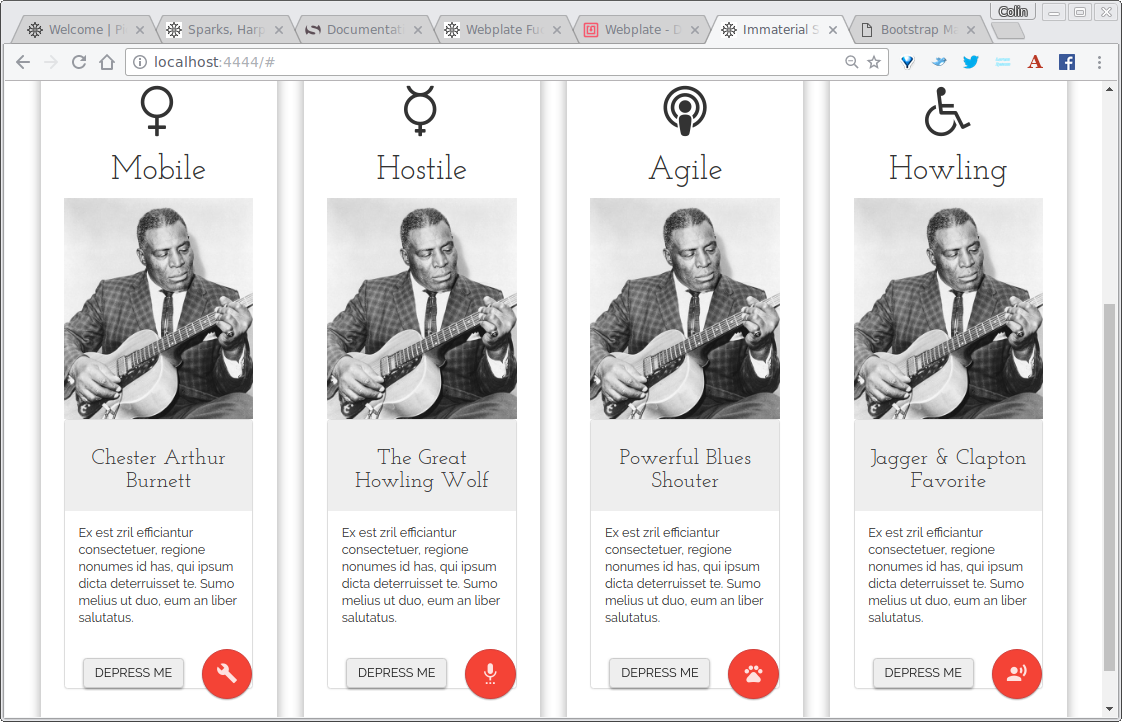 Colin
Welcome | Pi
Sparks, Harp
Documentat
Webplate Fue
Webplate - D
Immaterial S
Bootstrap Ma
localhost:4444/#
A
Mobile
Hostile
Agile
Howling
Chester Arthur
Burnett
The Great
Howling Wolf
Powerful Blues
Shouter
Jagger & Clapton
Favorite
Ex est zril efficiantur
consectetuer, regione
nonumes id has, qui ipsum
dicta deterruisset te. Sumo
melius ut duo, eum an liber
salutatus.
Ex est zril efficiantur
consectetuer, regione
nonumes id has, qui ipsum
dicta deterruisset te. Sumo
melius ut duo, eum an liber
salutatus.
Ex est zril efficiantur
consectetuer, regione
nonumes id has, qui ipsum
dicta deterruisset te. Sumo
melius ut duo, eum an liber
salutatus.
Ex est zril efficiantur
consectetuer, regione
nonumes id has, qui ipsum
dicta deterruisset te. Sumo
melius ut duo, eum an liber
salutatus.
DEPRESS ME
DEPRESS ME
DEPRESS ME
DEPRESS ME